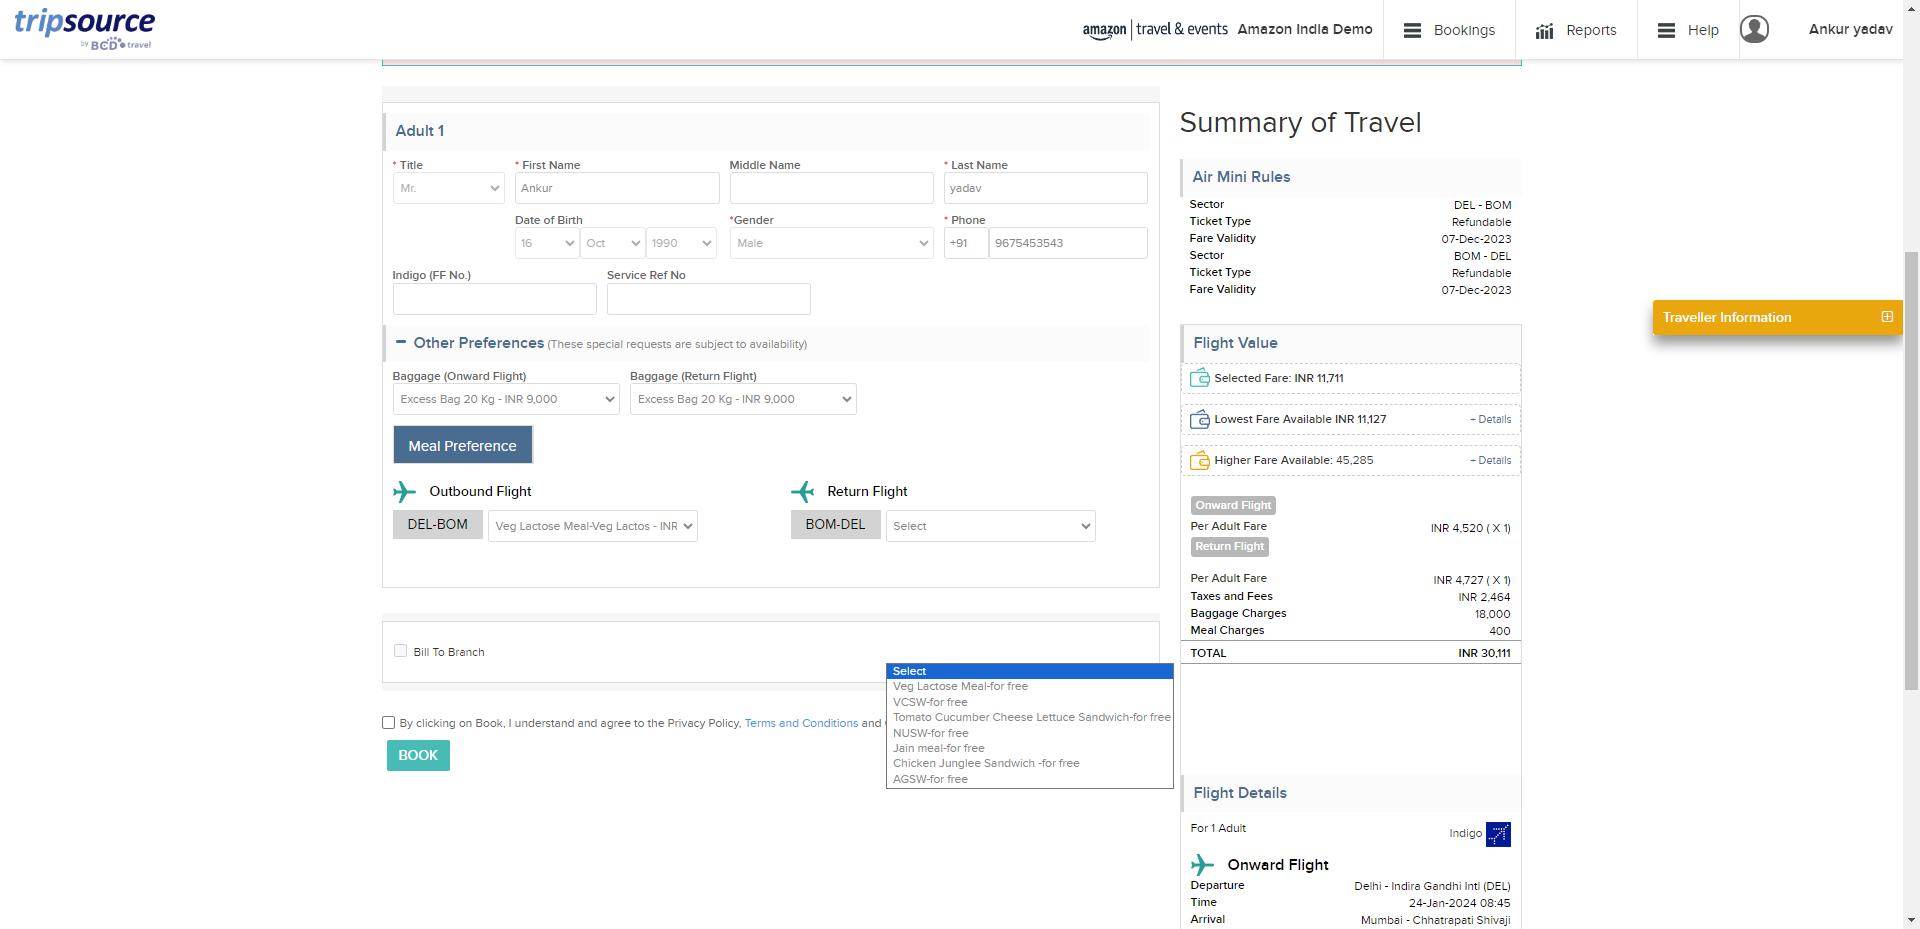 tripsource
by BCD travel
amazon | travel & events Amazon India Demo
Bookings
Reports
Help
Ankur yadav
Adult 1
* Title
* First Name
Middle Name
* Last Name
Mr.
Ankur
yadav
Date of Birth
*Gender
* Phone
16
Oct
1990
Male
+91
9675453543
Indigo (FF No.)
Service Ref No
Other Preferences (These special requests are subject to availability)
Baggage (Onward Flight)
Baggage (Return Flight)
Excess Bag 20 Kg - INR 9,000
Excess Bag 20 Kg - INR 9,000
Meal Preference
Outbound Flight
Return Flight
DEL-BOM
Veg Lactose Meal-Veg Lactos - INR
BOM-DEL
Select
Bill To Branch
Select
Veg Lactose Meal-for free
VCSW-for free
Tomato Cucumber Cheese Lettuce Sandwich-for free
NUSW-for free
Jain meal-for free
Chicken Junglee Sandwich -for free
AGSW-for free
By clicking on Book, I understand and agree to the Privacy Policy, Terms and Conditions and
BOOK
Summary of Travel
Air Mini Rules
Sector DEL - BOM
Ticket Type Refundable
Fare Validity 07-Dec-2023
Sector BOM - DEL
Ticket Type Refundable
Fare Validity 07-Dec-2023
Flight Value
Selected Fare: INR 11,711
Lowest Fare Available INR 11,127 + Details
Higher Fare Available: 45,285 + Details
Onward Flight
Per Adult Fare INR 4,520 ( X 1)
Return Flight
Per Adult Fare INR 4,727 ( X 1)
Taxes and Fees INR 2,464
Baggage Charges 18,000
Meal Charges 400
TOTAL INR 30,111
Flight Details
For 1 Adult Indigo
Onward Flight
Departure Delhi - Indira Gandhi Intl (DEL)
Time 24-Jan-2024 08:45
Arrival Mumbai - Chhatrapati Shivaji
Traveller Information